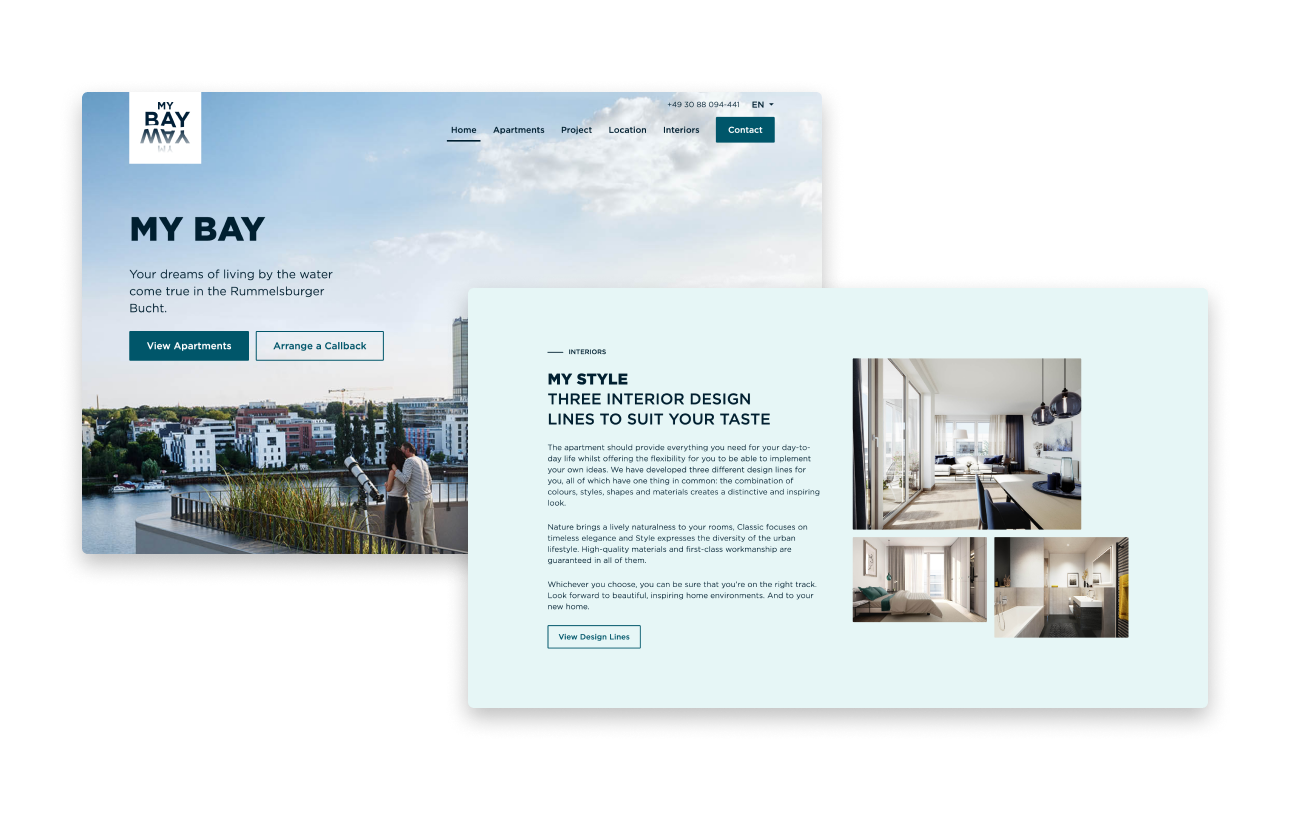 MY
BAY
+49 30 88 094-441 EN
Home Apartments Project Location Interiors Contact
MY BAY
Your dreams of living by the water
come true in the Rummelsburger
Bucht.
View Apartments Arrange a Callback
INTERIORS
MY STYLE
THREE INTERIOR DESIGN
LINES TO SUIT YOUR TASTE
The apartment should provide everything you need for your day-to-
day life whilst offering the flexibility for you to be able to implement
your own ideas. We have developed three different design lines for
you, all of which have one thing in common: the combination of
colours, styles, shapes and materials creates a distinctive and inspiring
look.
Nature brings a lively naturalness to your rooms, Classic focuses on
timeless elegance and Style expresses the diversity of the urban
lifestyle. High-quality materials and first-class workmanship are
guaranteed in all of them.
Whichever you choose, you can be sure that you're on the right track.
Look forward to beautiful, inspiring home environments. And to your
new home.
View Design Lines